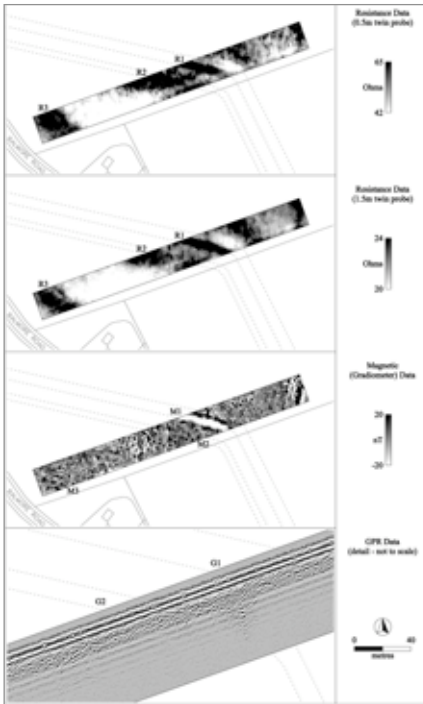 Resistance Data
(0.5m twin probe)
R1
R2
R3
65
Ohms
42
Resistance Data
(1.5m twin probe)
R1
R2
R3
24
Ohms
20
Magnetic
(Gradiometer) Data
M1
M2
M3
20
nT
-20
GPR Data
(detail - not to scale)
G1
G2
0
40
metres